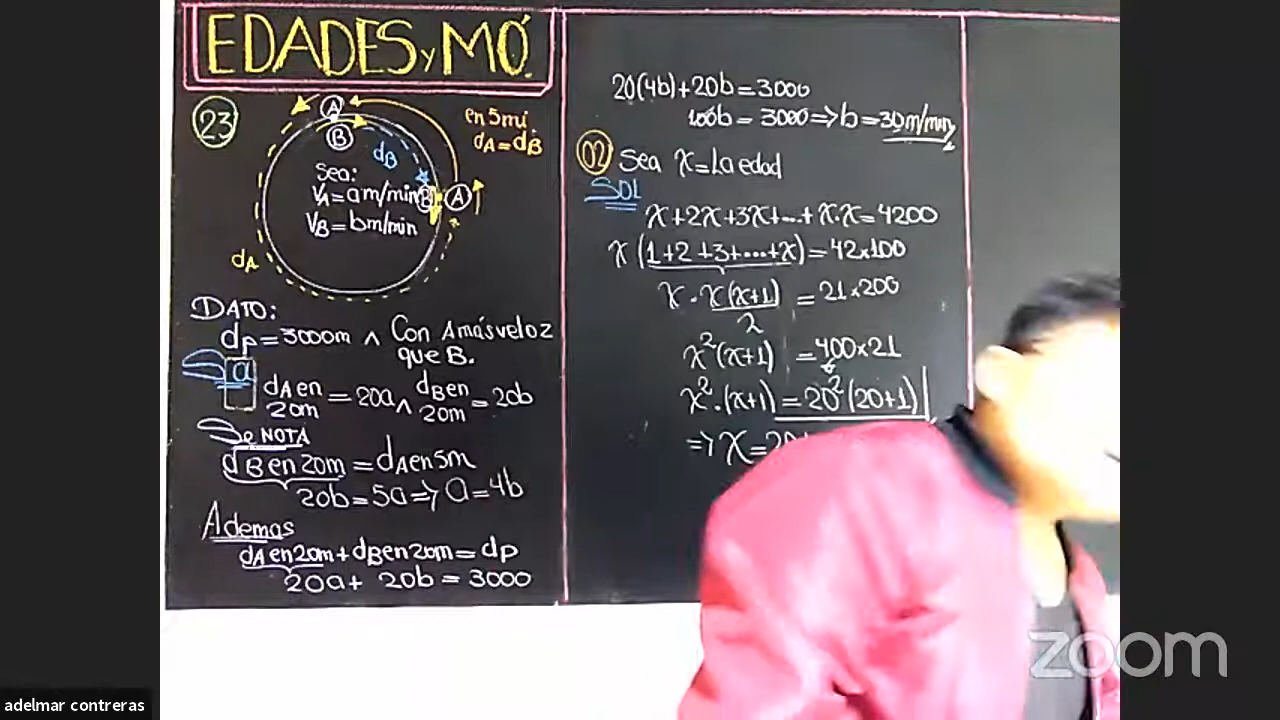 EDADES y MÓ.
23
A
B
dB
en 5mi.
dA=dB
Sea:
VA=am/min
B
A
VB=bm/min
dA
DATO:
dp=3000m ∧ Con A más veloz
que B.
a
dA en 20m = 20a ∧ dB en 20m = 20b
Se NOTA
dB en 20m = dA en 5m
20b=5a=>a=4b
Ademas
dA en 20m+dB en 20m=dp
20a+ 20b = 3000
20(4b)+20b=3000
100b= 3000=>b=30m/min
02 Sea x=La edad
SOL
x+2x+3x+...+x.x=4200
x(1+2+3+...+x)=42x100
x.x(x+1)/2 =21x200
x²(x+1) =400x21
x².(x+1)=20²(20+1)
=>x=20
zoom
adelmar contreras